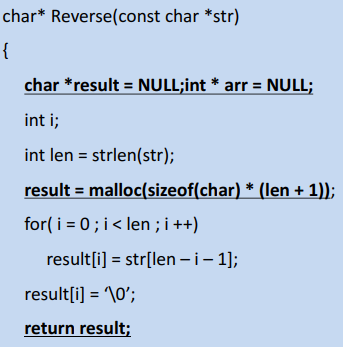 char* Reverse(const char *str)
{
char *result = NULL;int * arr = NULL;
int i;
int len = strlen(str);
result = malloc(sizeof(char) * (len + 1));
for( i = 0 ; i < len ; i ++)
result[i] = str[len – i – 1];
result[i] = ‘\0’;
return result;